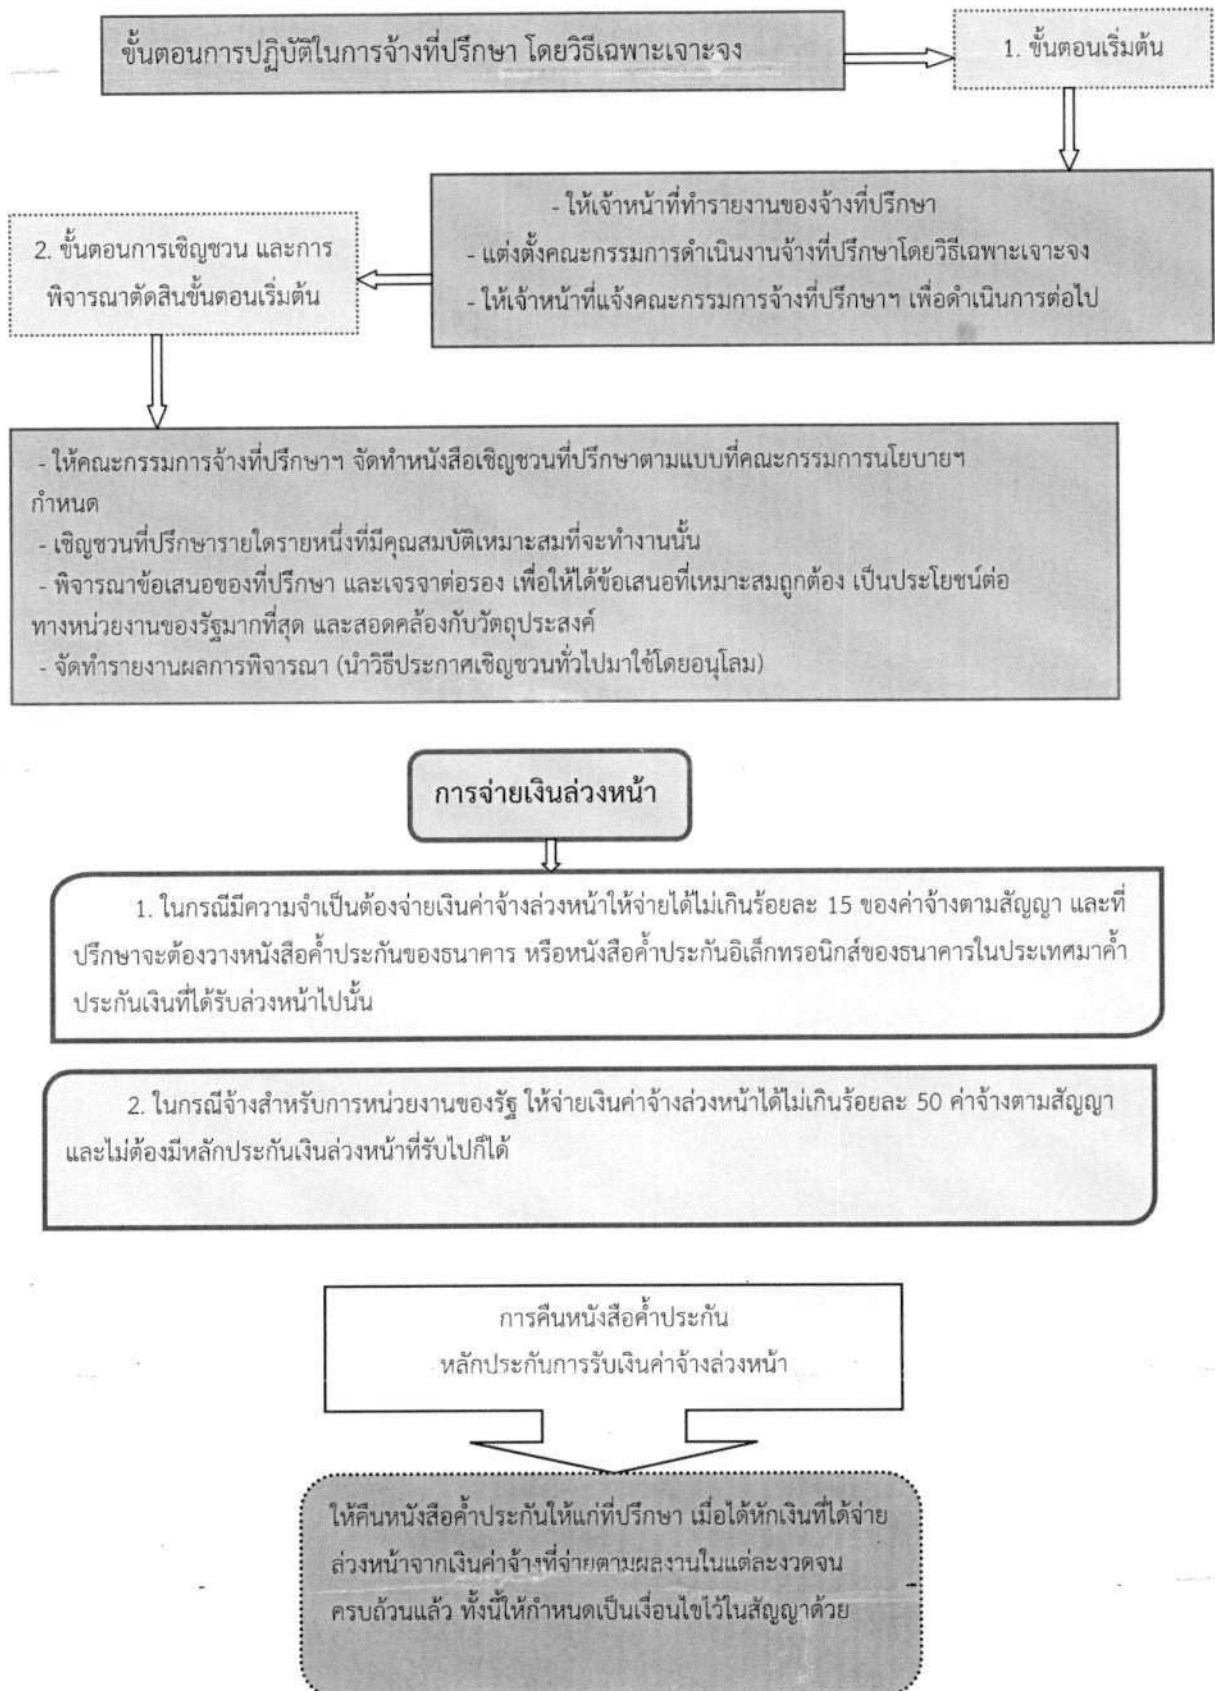 ขั้นตอนการปฏิบัติในการจ้างที่ปรึกษา โดยวิธีเฉพาะเจาะจง
1. ขั้นตอนเริ่มต้น
- ให้เจ้าหน้าที่ทำรายงานของจ้างที่ปรึกษา
- แต่งตั้งคณะกรรมการดำเนินงานจ้างที่ปรึกษาโดยวิธีเฉพาะเจาะจง
- ให้เจ้าหน้าที่แจ้งคณะกรรมการจ้างที่ปรึกษาฯ เพื่อดำเนินการต่อไป
2. ขั้นตอนการเชิญชวน และการ
พิจารณาตัดสินขั้นตอนเริ่มต้น
- ให้คณะกรรมการจ้างที่ปรึกษาฯ จัดทำหนังสือเชิญชวนที่ปรึกษาตามแบบที่คณะกรรมการนโยบายฯ
กำหนด
- เชิญชวนที่ปรึกษารายใดรายหนึ่งที่มีคุณสมบัติเหมาะสมที่จะทำงานนั้น
- พิจารณาข้อเสนอของที่ปรึกษา และเจรจาต่อรอง เพื่อให้ได้ข้อเสนอที่เหมาะสมถูกต้อง เป็นประโยชน์ต่อ
ทางหน่วยงานของรัฐมากที่สุด และสอดคล้องกับวัตถุประสงค์
- จัดทำรายงานผลการพิจารณา (นำวิธีประกาศเชิญชวนทั่วไปมาใช้โดยอนุโลม)
การจ่ายเงินล่วงหน้า
1. ในกรณีมีความจำเป็นต้องจ่ายเงินค่าจ้างล่วงหน้าให้จ่ายได้ไม่เกินร้อยละ 15 ของค่าจ้างตามสัญญา และที่
ปรึกษาจะต้องวางหนังสือค้ำประกันของธนาคาร หรือหนังสือค้ำประกันอิเล็กทรอนิกส์ของธนาคารในประเทศมาค้ำ
ประกันเงินที่ได้รับล่วงหน้าไปนั้น
2. ในกรณีจ้างสำหรับการหน่วยงานของรัฐ ให้จ่ายเงินค่าจ้างล่วงหน้าได้ไม่เกินร้อยละ 50 ค่าจ้างตามสัญญา
และไม่ต้องมีหลักประกันเงินล่วงหน้าที่รับไปก็ได้
การคืนหนังสือค้ำประกัน
หลักประกันการรับเงินค่าจ้างล่วงหน้า
ให้คืนหนังสือค้ำประกันให้แก่ที่ปรึกษา เมื่อได้หักเงินที่ได้จ่าย
ล่วงหน้าจากเงินค่าจ้างที่จ่ายตามผลงานในแต่ละงวดจน
ครบถ้วนแล้ว ทั้งนี้ให้กำหนดเป็นเงื่อนไขไว้ในสัญญาด้วย